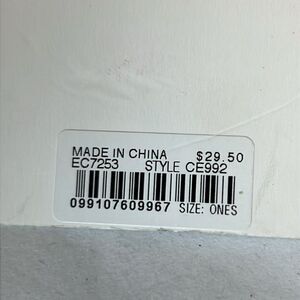 MADE IN CHINA $29.50
EC7253 STYLE CE992
099107609967 SIZE: ONES